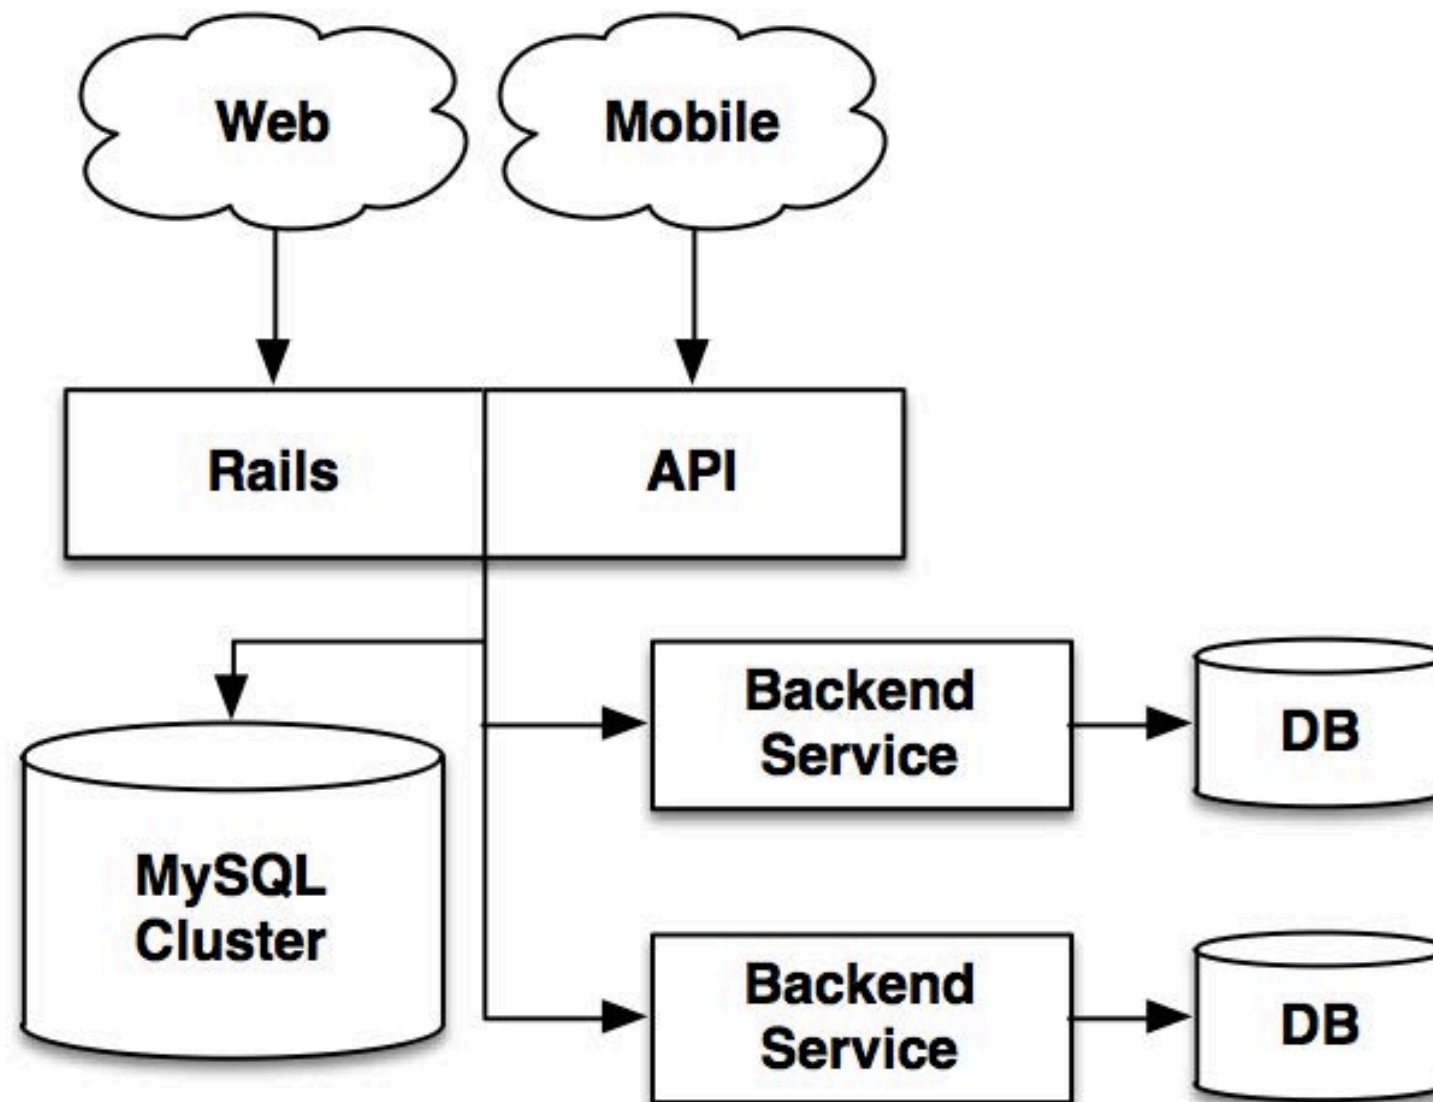 Web
Mobile
Rails
API
Backend
Service
DB
MySQL
Cluster
Backend
Service
DB